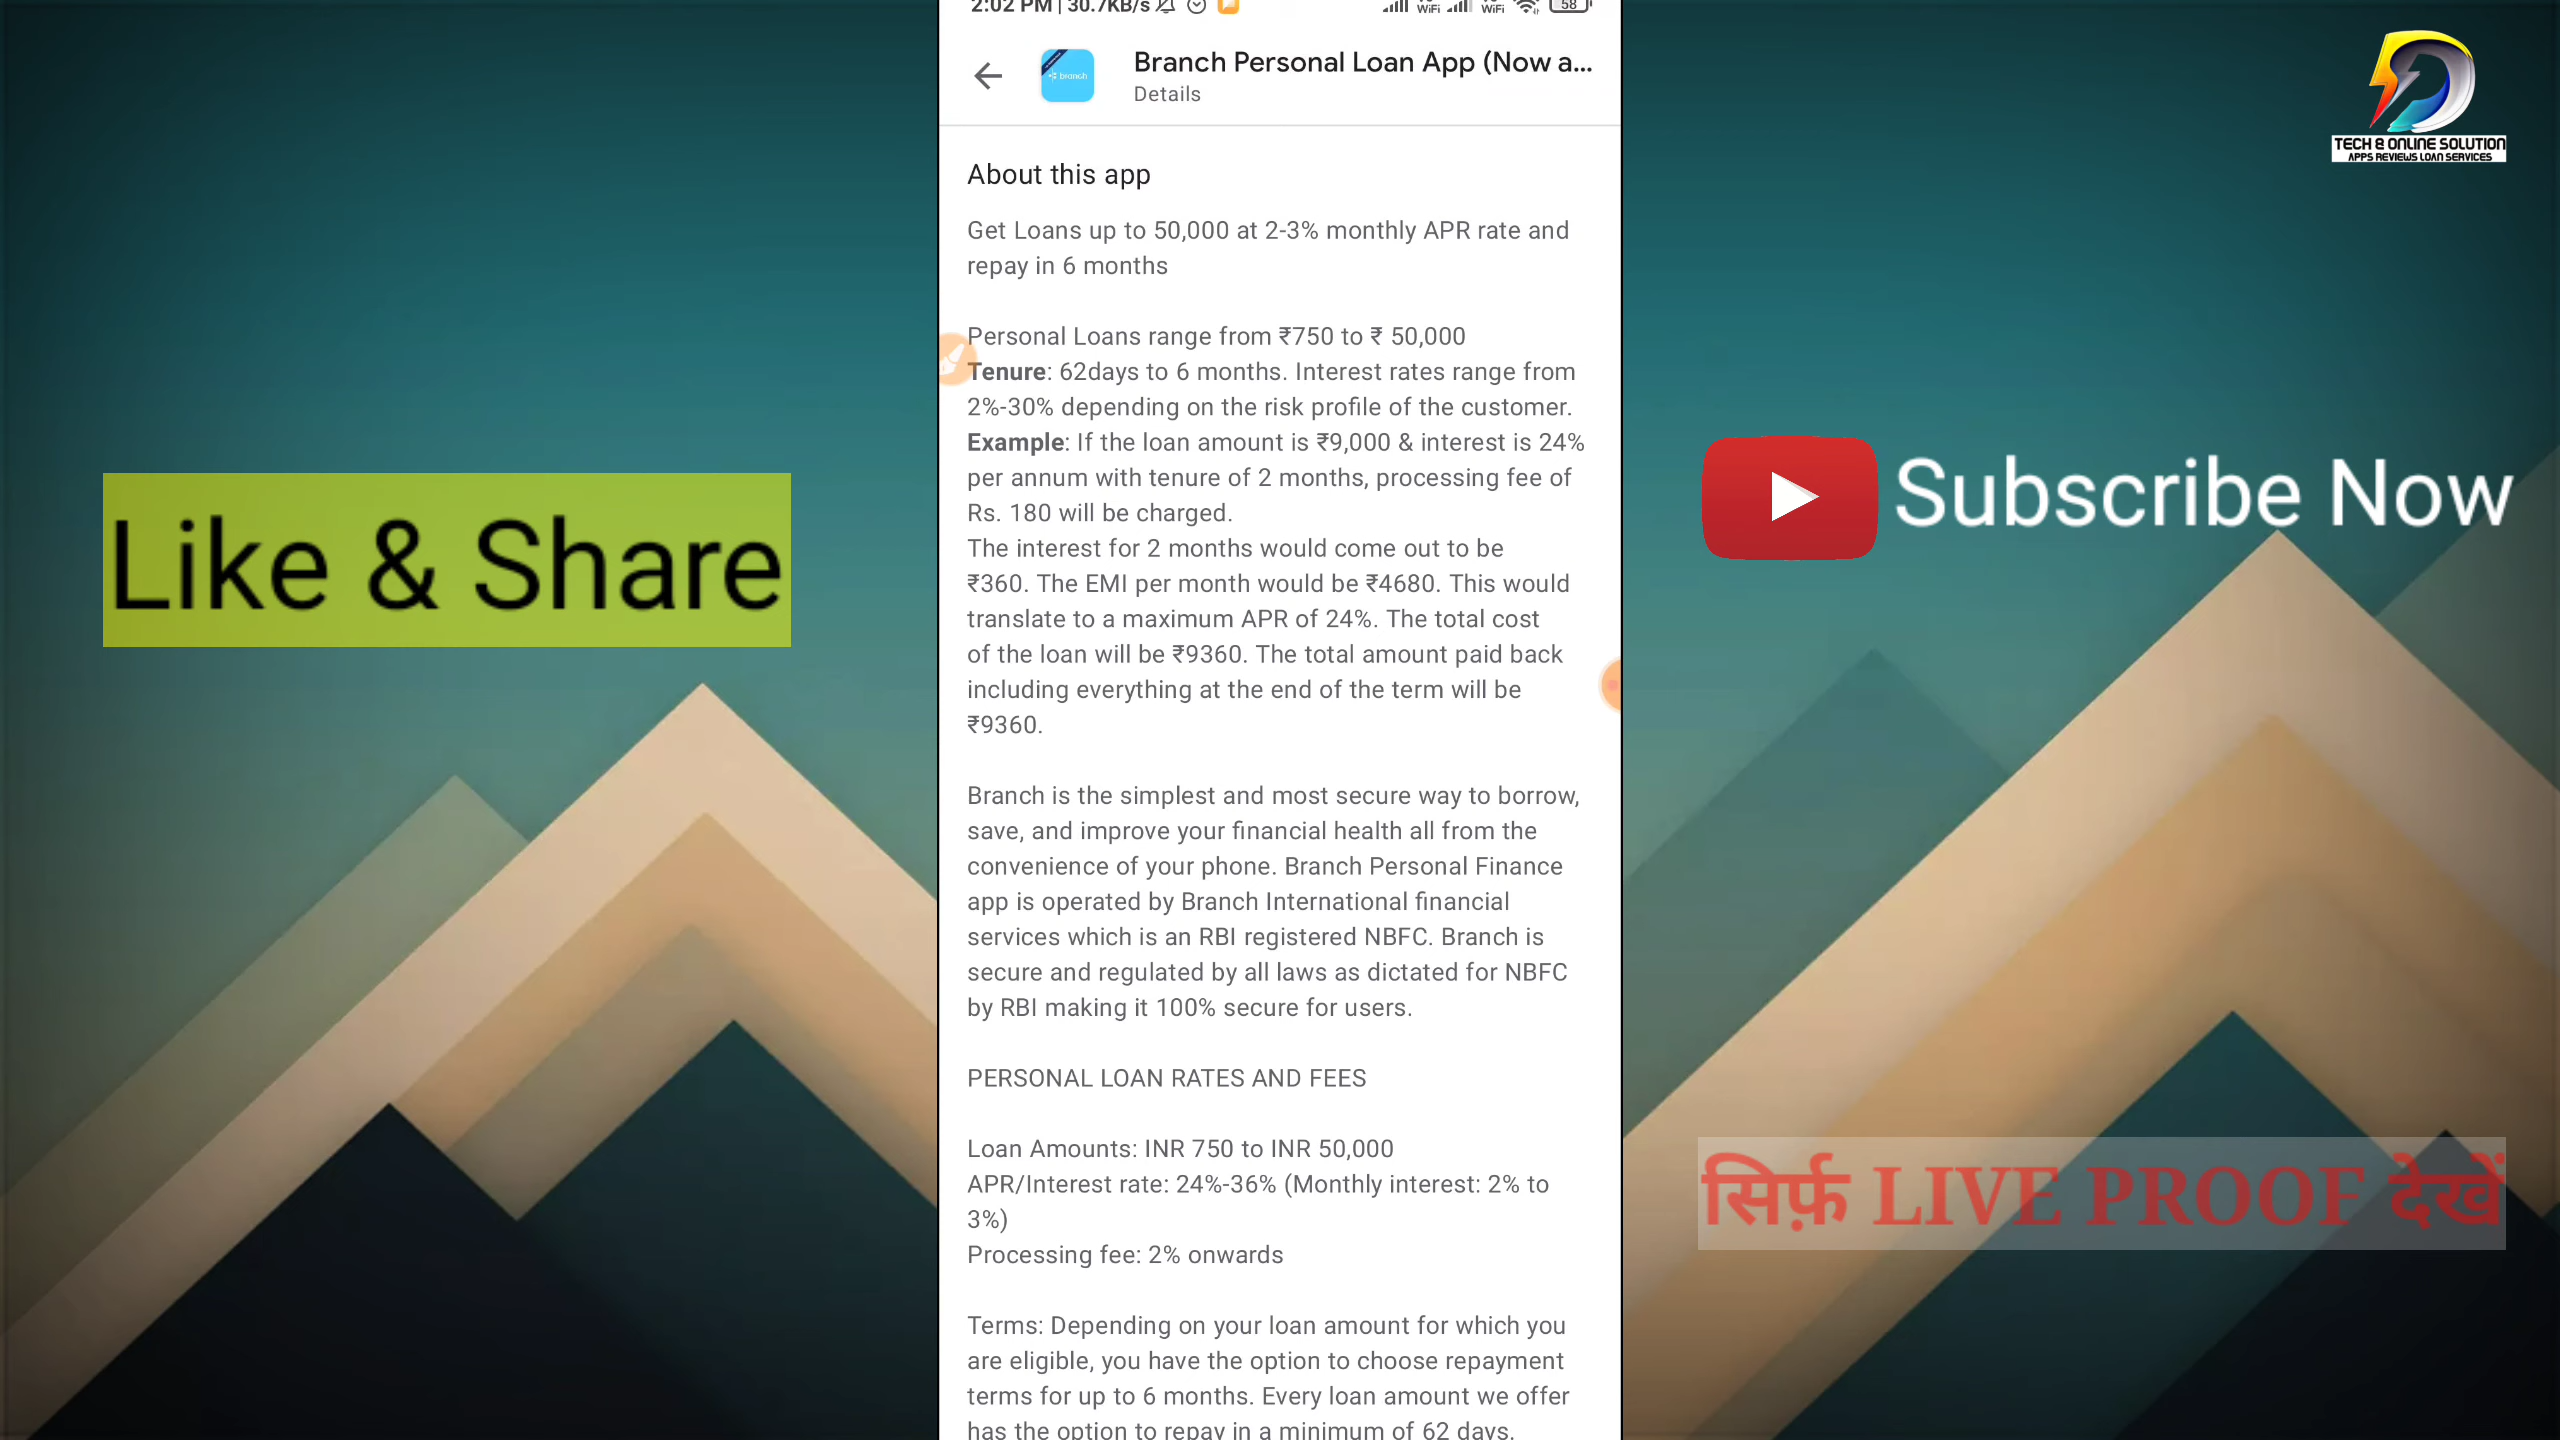 2:02 PM | 30.7KB/s
WiFi
WiFi
58
branch
Branch Personal Loan App (Now a...
Details
TECH & ONLINE SOLUTION
APPS REVIEWS LOAN SERVICES
About this app
Get Loans up to 50,000 at 2-3% monthly APR rate and
repay in 6 months
Personal Loans range from ₹750 to ₹ 50,000
Tenure: 62days to 6 months. Interest rates range from
2%-30% depending on the risk profile of the customer.
Example: If the loan amount is ₹9,000 & interest is 24%
per annum with tenure of 2 months, processing fee of
Rs. 180 will be charged.
The interest for 2 months would come out to be
₹360. The EMI per month would be ₹4680. This would
translate to a maximum APR of 24%. The total cost
of the loan will be ₹9360. The total amount paid back
including everything at the end of the term will be
₹9360.
Branch is the simplest and most secure way to borrow,
save, and improve your financial health all from the
convenience of your phone. Branch Personal Finance
app is operated by Branch International financial
services which is an RBI registered NBFC. Branch is
secure and regulated by all laws as dictated for NBFC
by RBI making it 100% secure for users.
PERSONAL LOAN RATES AND FEES
Loan Amounts: INR 750 to INR 50,000
APR/Interest rate: 24%-36% (Monthly interest: 2% to
3%)
Processing fee: 2% onwards
Terms: Depending on your loan amount for which you
are eligible, you have the option to choose repayment
terms for up to 6 months. Every loan amount we offer
has the option to repay in a minimum of 62 days.
Like & Share
Subscribe Now
सिर्फ़ LIVE PROOF देखें